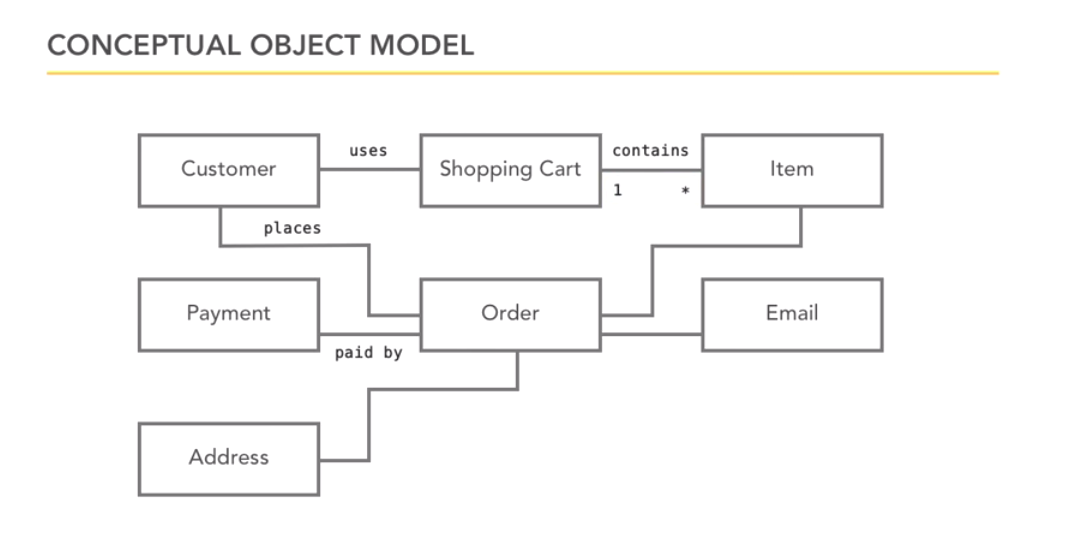 CONCEPTUAL OBJECT MODEL
Customer
uses
Shopping Cart
contains
Item
1
*
places
Payment
Order
Email
paid by
Address